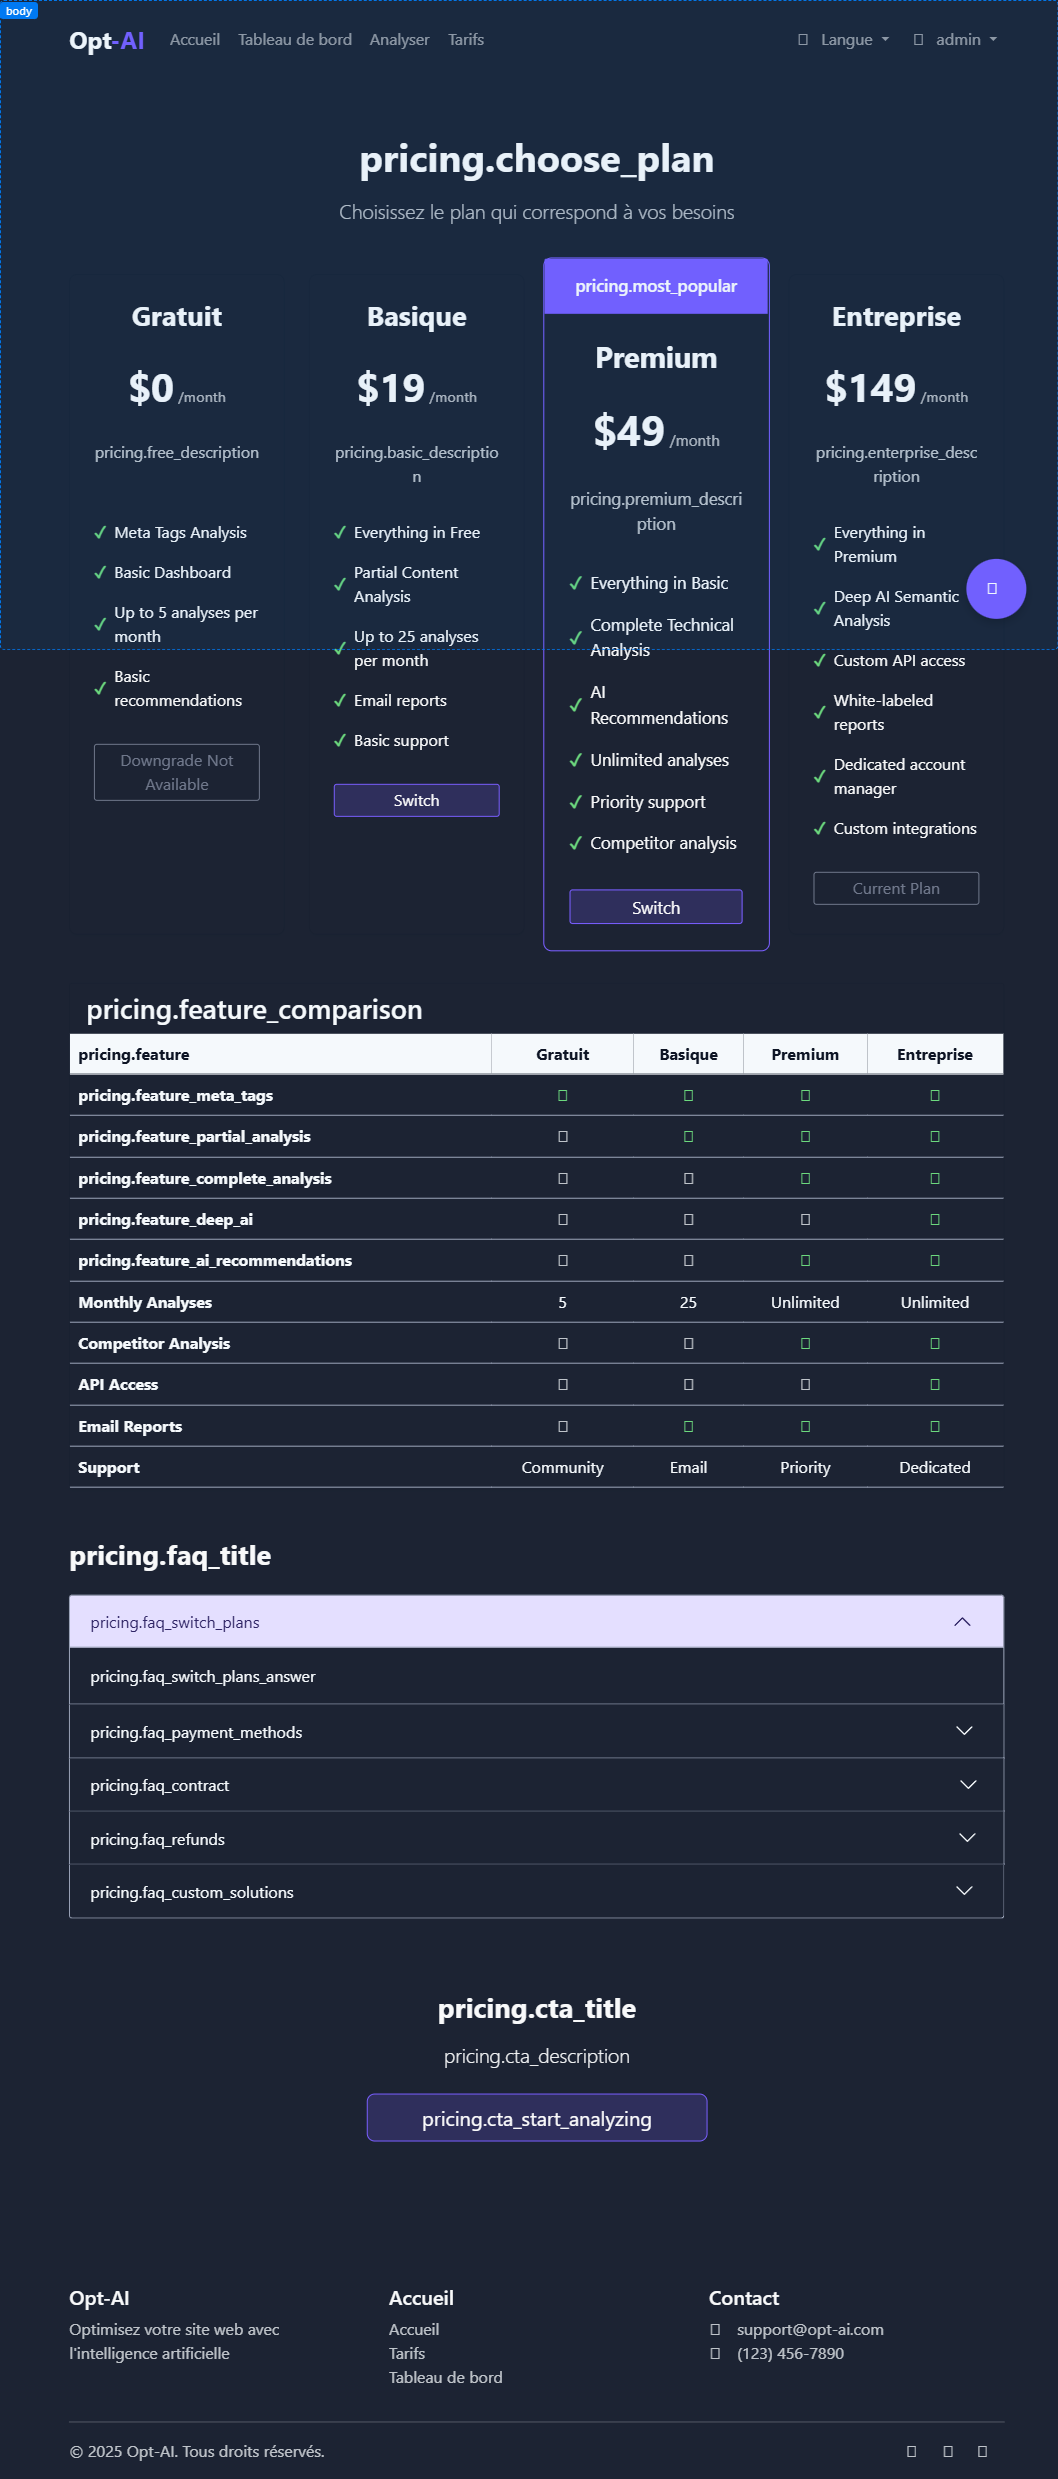 body
Opt-AI Accueil Tableau de bord Analyser Tarifs Langue admin
pricing.choose_plan
Choisissez le plan qui correspond à vos besoins
Gratuit
$0 /month
pricing.free_description
✓ Meta Tags Analysis
✓ Basic Dashboard
✓ Up to 5 analyses per
month
✓ Basic
recommendations
Downgrade Not
Available
Basique
$19 /month
pricing.basic_descriptio
n
✓ Everything in Free
✓ Partial Content
Analysis
✓ Up to 25 analyses
per month
✓ Email reports
✓ Basic support
Switch
pricing.most_popular
Premium
$49 /month
pricing.premium_descri
ption
✓ Everything in Basic
✓ Complete Technical
Analysis
✓ AI
Recommendations
✓ Unlimited analyses
✓ Priority support
✓ Competitor analysis
Switch
Entreprise
$149 /month
pricing.enterprise_desc
ription
✓ Everything in
Premium
✓ Deep AI Semantic
Analysis
✓ Custom API access
✓ White-labeled
reports
✓ Dedicated account
manager
✓ Custom integrations
Current Plan
pricing.feature_comparison
pricing.feature Gratuit Basique Premium Entreprise
pricing.feature_meta_tags
pricing.feature_partial_analysis
pricing.feature_complete_analysis
pricing.feature_deep_ai
pricing.feature_ai_recommendations
Monthly Analyses 5 25 Unlimited Unlimited
Competitor Analysis
API Access
Email Reports
Support Community Email Priority Dedicated
pricing.faq_title
pricing.faq_switch_plans
pricing.faq_switch_plans_answer
pricing.faq_payment_methods
pricing.faq_contract
pricing.faq_refunds
pricing.faq_custom_solutions
pricing.cta_title
pricing.cta_description
pricing.cta_start_analyzing
Opt-AI
Optimisez votre site web avec
l'intelligence artificielle
Accueil
Accueil
Tarifs
Tableau de bord
Contact
support@opt-ai.com
(123) 456-7890
© 2025 Opt-AI. Tous droits réservés.